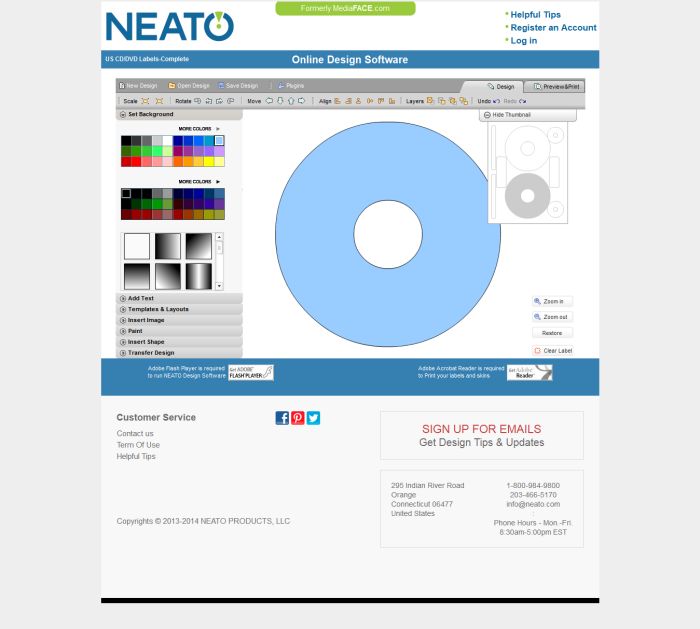 Formerly MediaFACE.com
NEATO
Helpful Tips
Register an Account
Log in
US CD/DVD Labels-Complete
Online Design Software
New Design
Open Design
Save Design
Plugins
Design
Preview&Print
Scale
Rotate
Move
Align
Layers
Undo
Redo
Set Background
Hide Thumbnail
MORE COLORS
MORE COLORS
Zoom in
Zoom out
Restore
Clear Label
Add Text
Templates & Layouts
Insert Image
Paint
Insert Shape
Transfer Design
Adobe Flash Player is required
to run NEATO Design Software
Get ADOBE
FLASH PLAYER
Adobe Acrobat Reader is required
to Print your labels and skins
Get Adobe
Reader
Customer Service
Contact us
Term Of Use
Helpful Tips
SIGN UP FOR EMAILS
Get Design Tips & Updates
295 Indian River Road
Orange
Connecticut 06477
United States
1-800-984-9800
203-466-5170
info@neato.com
:
Phone Hours - Mon -Fri.
8:30am-5:00pm EST
Copyrights © 2013-2014 NEATO PRODUCTS, LLC